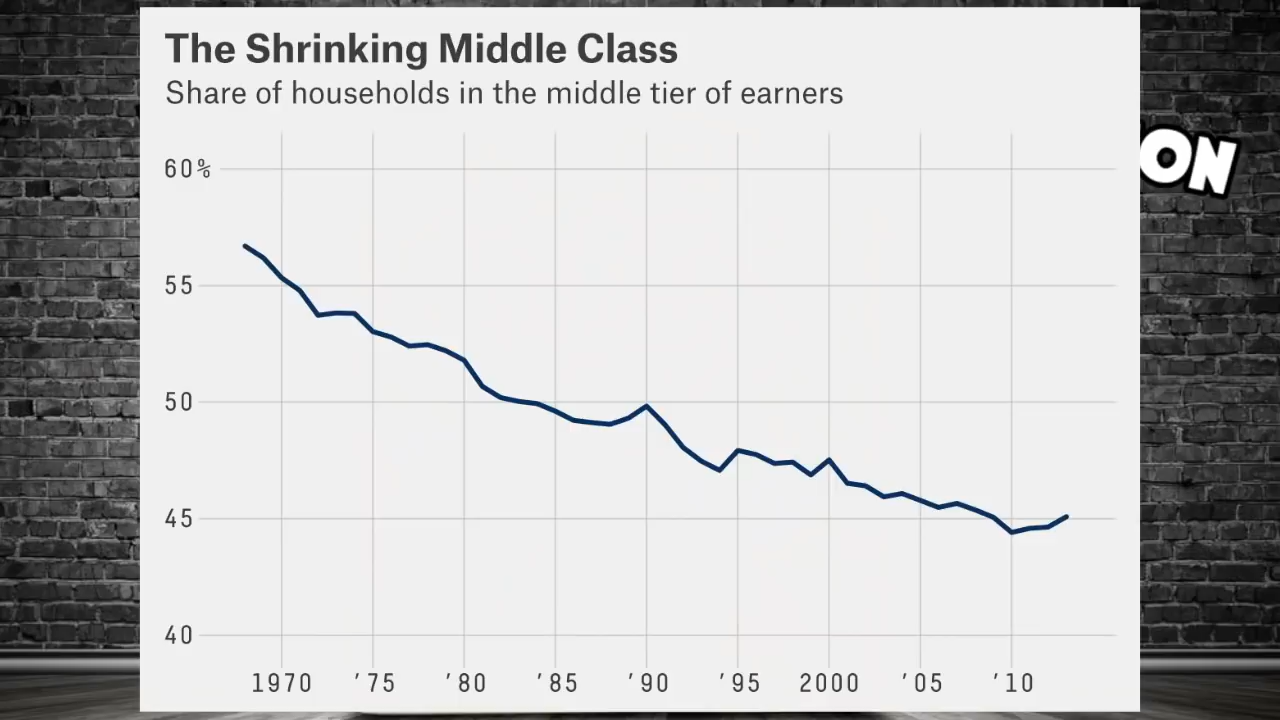 The Shrinking Middle Class
Share of households in the middle tier of earners
60%
ON
55
50
45
40
1970 '75 '80 '85 '90 '95 2000 '05 '10